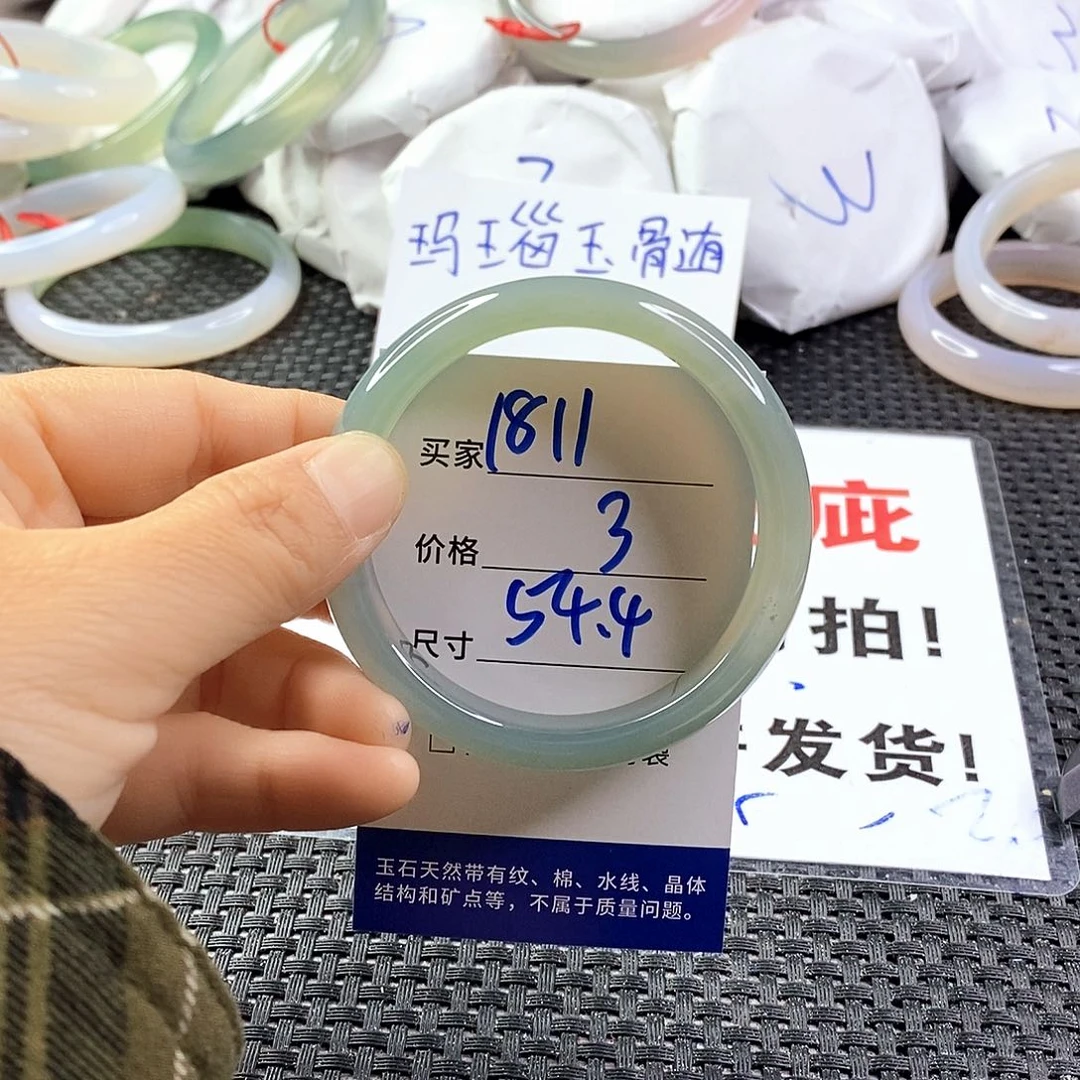 玛瑙玉骨随
买家 1811
价格 3
尺寸 54.4
玉石天然带有纹、棉、水线、晶体
结构和矿点等，不属于质量问题。
疵
拍!
发货!